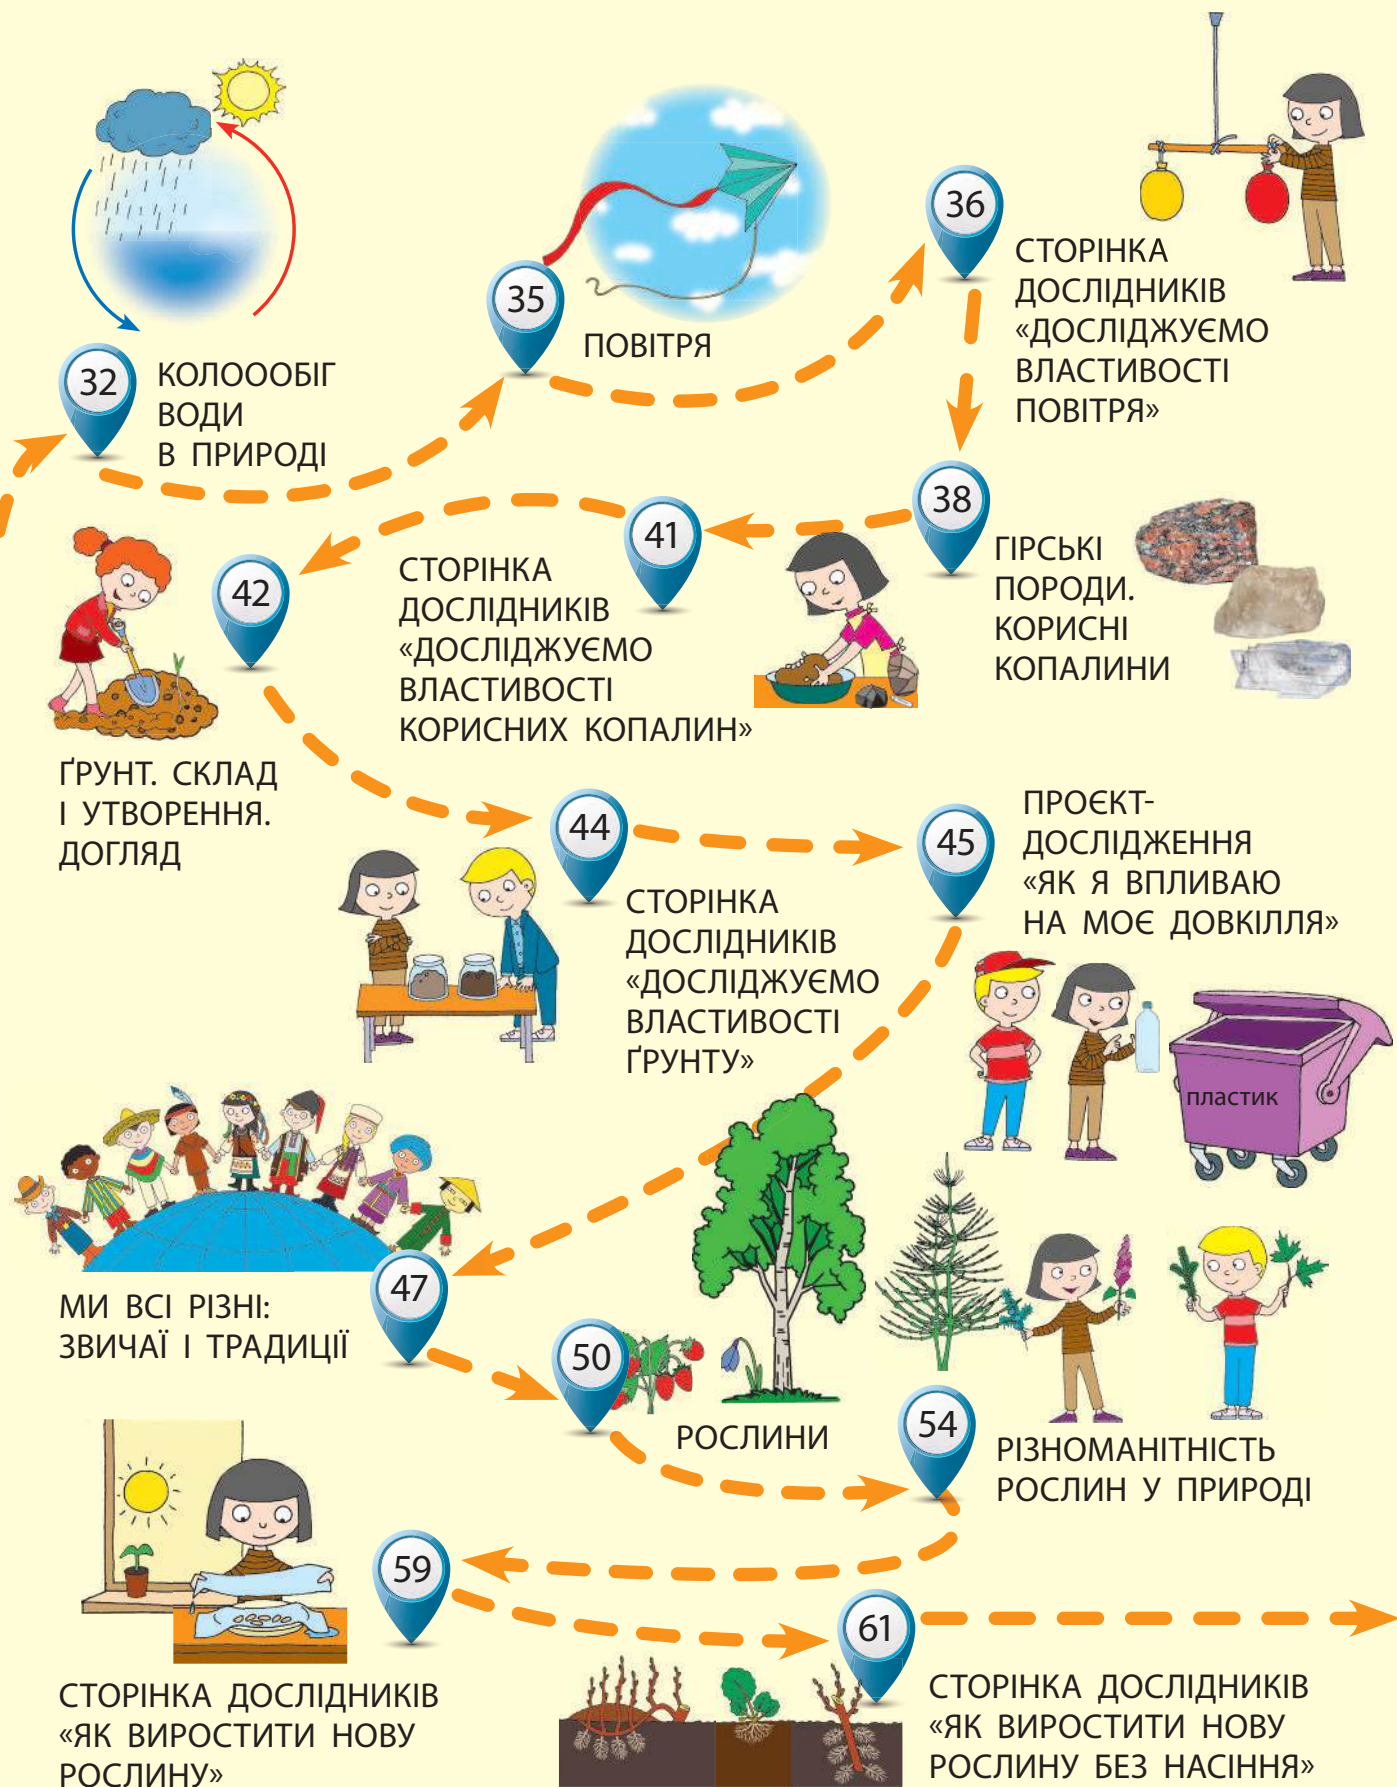 32
КОЛОООБІГ
ВОДИ
В ПРИРОДІ
35
ПОВІТРЯ
36
СТОРІНКА
ДОСЛІДНИКІВ
«ДОСЛІДЖУЄМО
ВЛАСТИВОСТІ
ПОВІТРЯ»
38
ГІРСЬКІ
ПОРОДИ.
КОРИСНІ
КОПАЛИНИ
41
СТОРІНКА
ДОСЛІДНИКІВ
«ДОСЛІДЖУЄМО
ВЛАСТИВОСТІ
КОРИСНИХ КОПАЛИН»
42
ҐРУНТ. СКЛАД
І УТВОРЕННЯ.
ДОГЛЯД
44
СТОРІНКА
ДОСЛІДНИКІВ
«ДОСЛІДЖУЄМО
ВЛАСТИВОСТІ
ҐРУНТУ»
45
ПРОЄКТ-
ДОСЛІДЖЕННЯ
«ЯК Я ВПЛИВАЮ
НА МОЄ ДОВКІЛЛЯ»
пластик
47
МИ ВСІ РІЗНІ:
ЗВИЧАЇ І ТРАДИЦІЇ
50
РОСЛИНИ
54
РІЗНОМАНІТНІСТЬ
РОСЛИН У ПРИРОДІ
59
СТОРІНКА ДОСЛІДНИКІВ
«ЯК ВИРОСТИТИ НОВУ
РОСЛИНУ»
61
СТОРІНКА ДОСЛІДНИКІВ
«ЯК ВИРОСТИТИ НОВУ
РОСЛИНУ БЕЗ НАСІННЯ»